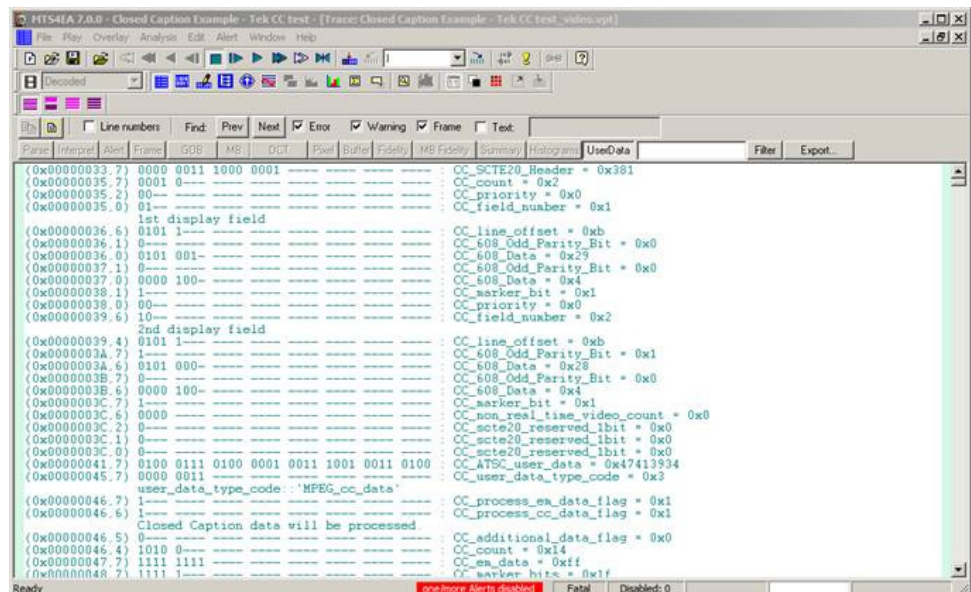 MTS4EA 7.0.0 - Closed Caption Example - Tek CC test - [Trace: Closed Caption Example - Tek CC test_video.vpt]
File Play Overlay Analysis Edit Alert Window Help
1
Decoded
Line numbers Find: Prev Next Error Warning Frame Text:
Parse Interpret Alert Frame GOB MB DCT Pixel Buffer Fidelity MB Fidelity Summary Histograms UserData Filter Export...
(0x00000033,7) 0000 0011 1000 0001 ---- ---- ---- ---- : CC_SCTE20_Header = 0x381
(0x00000035,7) 0001 0--- ---- ---- ---- ---- ---- ---- : CC_count = 0x2
(0x00000035,2) 00-- ---- ---- ---- ---- ---- ---- ---- : CC_priority = 0x0
(0x00000035,0) 01-- ---- ---- ---- ---- ---- ---- ---- : CC_field_number = 0x1
1st display field
(0x00000036,6) 0101 1--- ---- ---- ---- ---- ---- ---- : CC_line_offset = 0xb
(0x00000036,1) 0--- ---- ---- ---- ---- ---- ---- ---- : CC_608_Odd_Parity_Bit = 0x0
(0x00000036,0) 0101 001- ---- ---- ---- ---- ---- ---- : CC_608_Data = 0x29
(0x00000037,1) 0--- ---- ---- ---- ---- ---- ---- ---- : CC_608_Odd_Parity_Bit = 0x0
(0x00000037,0) 0000 100- ---- ---- ---- ---- ---- ---- : CC_608_Data = 0x4
(0x00000038,1) 1--- ---- ---- ---- ---- ---- ---- ---- : CC_marker_bit = 0x1
(0x00000038,0) 00-- ---- ---- ---- ---- ---- ---- ---- : CC_priority = 0x0
(0x00000039,6) 10-- ---- ---- ---- ---- ---- ---- ---- : CC_field_number = 0x2
2nd display field
(0x00000039,4) 0101 1--- ---- ---- ---- ---- ---- ---- : CC_line_offset = 0xb
(0x0000003A,7) 1--- ---- ---- ---- ---- ---- ---- ---- : CC_608_Odd_Parity_Bit = 0x1
(0x0000003A,6) 0101 000- ---- ---- ---- ---- ---- ---- : CC_608_Data = 0x28
(0x0000003B,7) 0--- ---- ---- ---- ---- ---- ---- ---- : CC_608_Odd_Parity_Bit = 0x0
(0x0000003B,6) 0000 100- ---- ---- ---- ---- ---- ---- : CC_608_Data = 0x4
(0x0000003C,7) 1--- ---- ---- ---- ---- ---- ---- ---- : CC_marker_bit = 0x1
(0x0000003C,6) 0000 ---- ---- ---- ---- ---- ---- ---- : CC_non_real_time_video_count = 0x0
(0x0000003C,2) 0--- ---- ---- ---- ---- ---- ---- ---- : CC_scte20_reserved_1bit = 0x0
(0x0000003C,1) 0--- ---- ---- ---- ---- ---- ---- ---- : CC_scte20_reserved_1bit = 0x0
(0x0000003C,0) 0--- ---- ---- ---- ---- ---- ---- ---- : CC_scte20_reserved_1bit = 0x0
(0x00000041,7) 0100 0111 0100 0001 0011 1001 0011 0100 : CC_ATSC_user_data = 0x47413934
(0x00000045,7) 0000 0011 ---- ---- ---- ---- ---- ---- : CC_user_data_type_code = 0x3
user_data_type_code::'MPEG_cc_data'
(0x00000046,7) 1--- ---- ---- ---- ---- ---- ---- ---- : CC_process_em_data_flag = 0x1
(0x00000046,6) 1--- ---- ---- ---- ---- ---- ---- ---- : CC_process_cc_data_flag = 0x1
Closed Caption data will be processed.
(0x00000046,5) 0--- ---- ---- ---- ---- ---- ---- ---- : CC_additional_data_flag = 0x0
(0x00000046,4) 1010 0--- ---- ---- ---- ---- ---- ---- : CC_count = 0x14
(0x00000047,7) 1111 1111 ---- ---- ---- ---- ---- ---- : CC_em_data = 0xff
(0x00000048,7) 1111 1--- ---- ---- ---- ---- ---- ---- : CC_marker_bits = 0x1f
Ready one/more Alerts disabled Fatal Disabled: 0